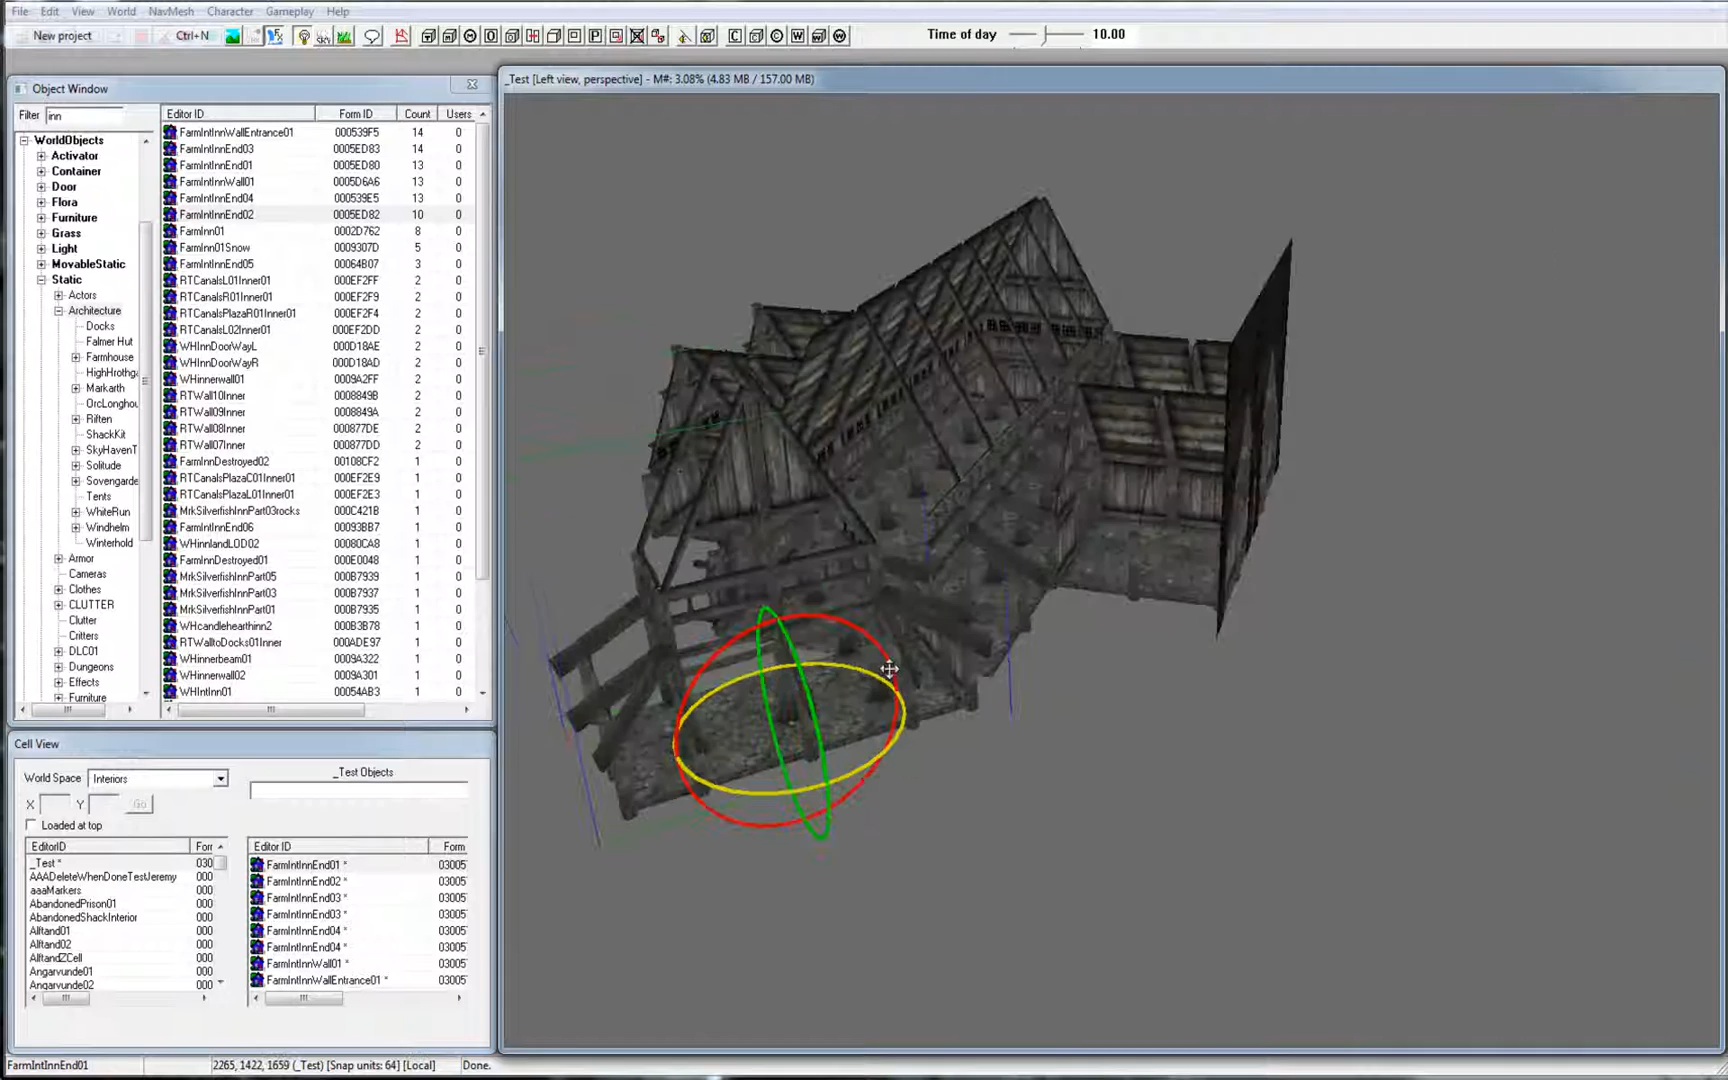 File Edit View World NavMesh Character Gameplay Help
New project Ctrl+N
Time of day 10.00
Object Window
_Test [Left view, perspective] - M#: 3.08% (4.83 MB / 157.00 MB)
Filter inn
Editor ID Form ID Count Users
WorldObjects
Activator
Container
Door
Flora
Furniture
Grass
Light
MovableStatic
Static
Actors
Architecture
Docks
Falmer Hut
Farmhouse
HighHrothga
Markarth
OrcLonghou
Riften
ShackKit
SkyHavenT
Solitude
Sovengarde
Tents
WhiteRun
Windhelm
Winterhold
Armor
Cameras
Clothes
CLUTTER
Clutter
Critters
DLC01
Dungeons
Effects
Furniture
FarmIntInnWallEntrance01 000539F5 14 0
FarmIntInnEnd03 0005ED83 14 0
FarmIntInnEnd01 0005ED80 13 0
FarmIntInnWall01 0005D6A6 13 0
FarmIntInnEnd04 000539E5 13 0
FarmIntInnEnd02 0005ED82 10 0
FarmInn01 0002D762 8 0
FarmInn01Snow 0009307D 5 0
FarmIntInnEnd05 00064B07 3 0
RTCanalsL01Inner01 000EF2FF 2 0
RTCanalsR01Inner01 000EF2F9 2 0
RTCanalsPlazaR01Inner01 000EF2F4 2 0
RTCanalsL02Inner01 000EF2DD 2 0
WHInnDoorWayL 000D18AE 2 0
WHInnDoorWayR 000D18AD 2 0
WHinnerwall01 0009A2FF 2 0
RTWall10Inner 0008849B 2 0
RTWall09Inner 0008849A 2 0
RTWall08Inner 000877DE 2 0
RTWall07Inner 000877DD 2 0
FarmInnDestroyed02 00108CF2 1 0
RTCanalsPlazaC01Inner01 000EF2E9 1 0
RTCanalsPlazaL01Inner01 000EF2E3 1 0
MrkSilverfishInnPart03rocks 000C421B 1 0
FarmIntInnEnd06 00093BB7 1 0
WHinnlandLOD02 00080CA8 1 0
FarmInnDestroyed01 000E0048 1 0
MrkSilverfishInnPart05 000B7939 1 0
MrkSilverfishInnPart03 000B7937 1 0
MrkSilverfishInnPart01 000B7935 1 0
WHcandlehearthinn2 000B3B78 1 0
RTWalltoDocks01Inner 000ADE97 1 0
WHinnerbeam01 0009A322 1 0
WHinnerwall02 0009A301 1 0
WHIntInn01 00054AB3 1 0
Cell View
World Space Interiors
_Test Objects
X Y Go
Loaded at top
EditorID For
_Test * 030
AAADeleteWhenDoneTestJeremy 000
aaaMarkers 000
AbandonedPrison01 000
AbandonedShackInterior 000
Alftand01 000
Alftand02 000
AlftandZCell 000
Angarvunde01 000
Angarvunde02 000
Editor ID Form
FarmIntInnEnd01 * 03005
FarmIntInnEnd02 * 03005
FarmIntInnEnd03 * 03005
FarmIntInnEnd03 * 03005
FarmIntInnEnd04 * 03005
FarmIntInnEnd04 * 03005
FarmIntInnWall01 * 03005
FarmIntInnWallEntrance01 * 03005
FarmIntInnEnd01 2265, 1422, 1659 (_Test) [Snap units: 64] [Local] Done.